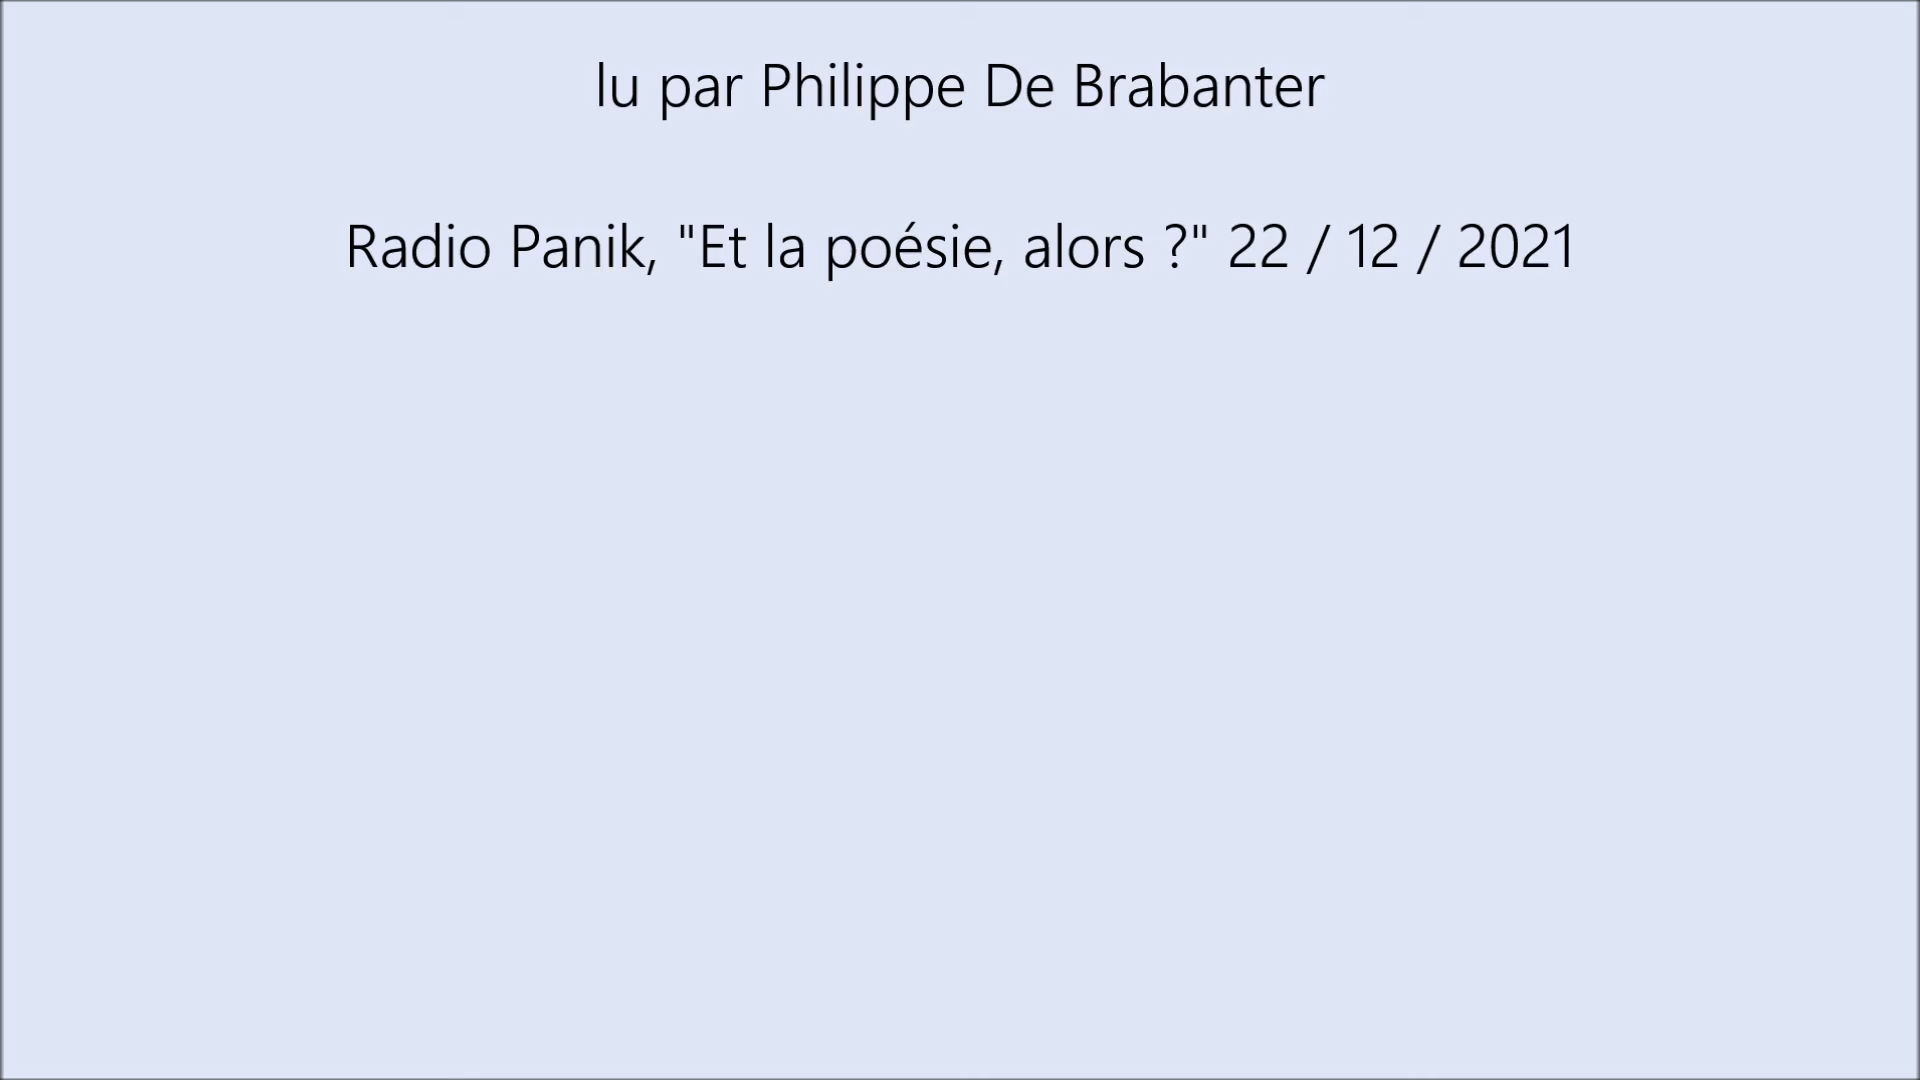 lu par Philippe De Brabanter
Radio Panik, "Et la poésie, alors ?" 22 / 12 / 2021